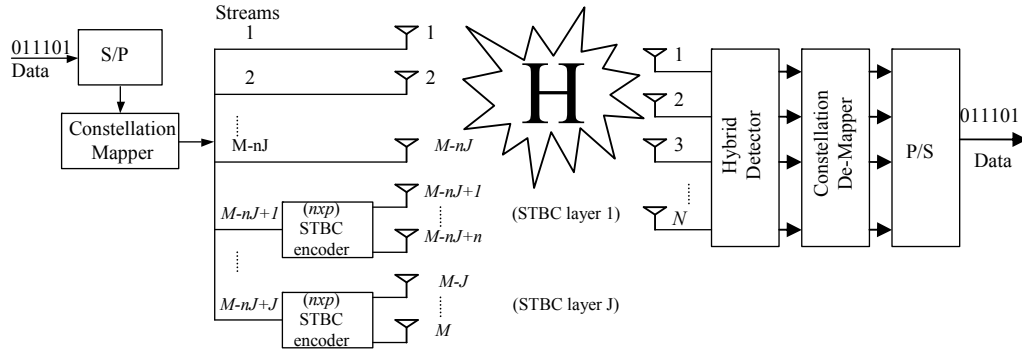 Streams
011101
Data
S/P
Constellation
Mapper
1
2
M-nJ
M-nJ+1
M-nJ+J
(nxp)
STBC
encoder
(nxp)
STBC
encoder
1
2
M-nJ
M-nJ+1
M-nJ+n
M-J
M
(STBC layer 1)
(STBC layer J)
H
1
2
3
N
Hybrid
Detector
Constellation
De-Mapper
P/S
011101
Data